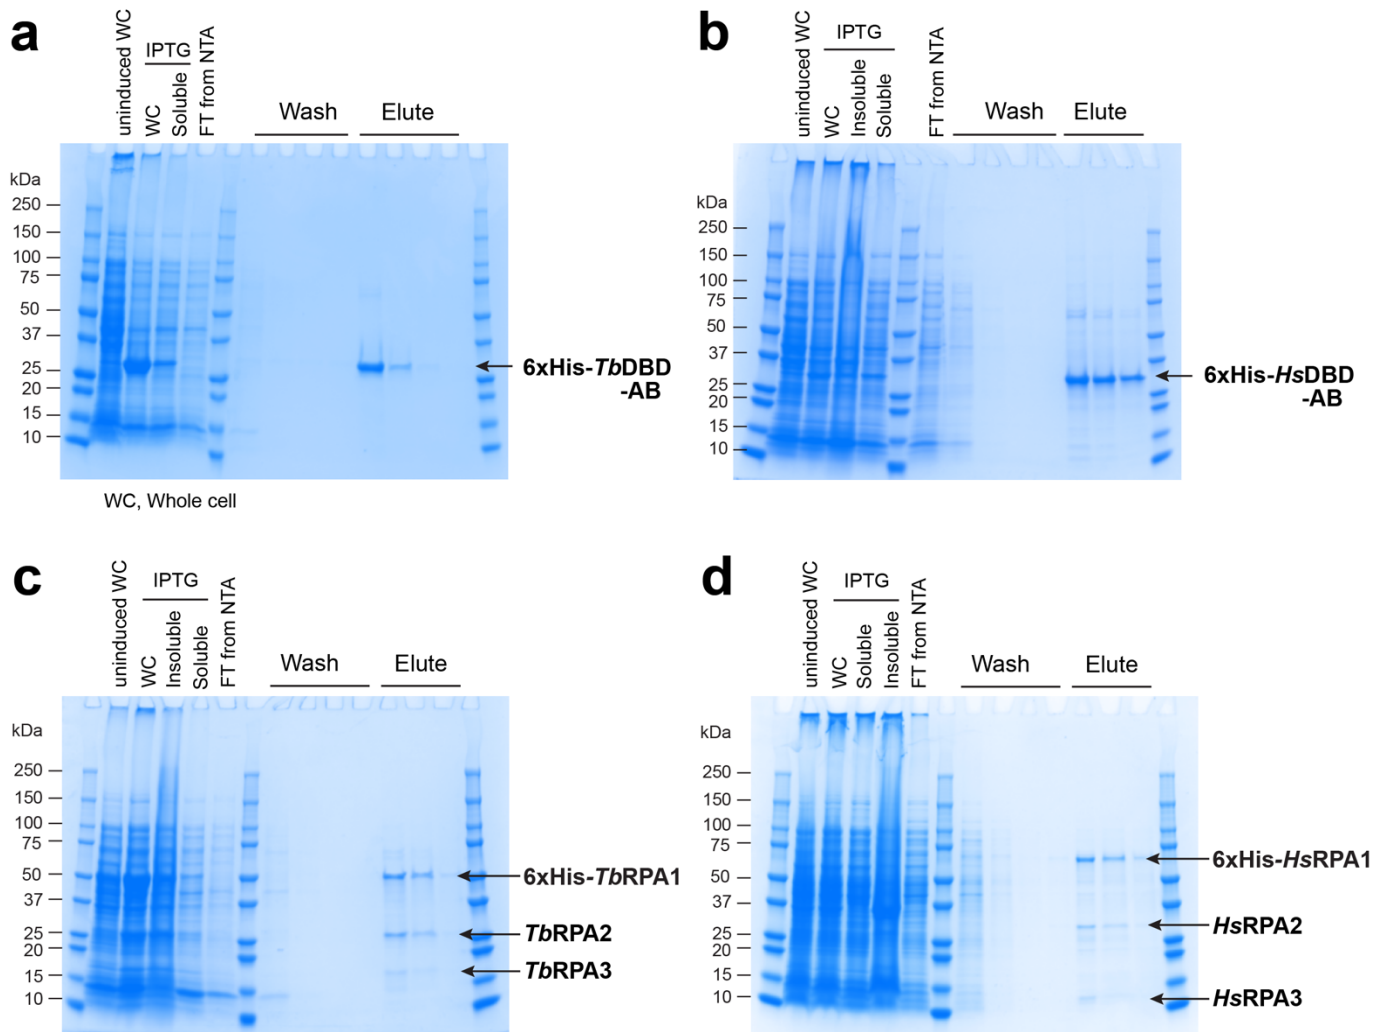 a
uninduced WC
IPTG
WC
Soluble
FT from NTA
Wash
Elute
kDa
250
150
100
75
50
37
25
20
15
10
6xHis-TbDBD
-AB
WC, Whole cell
b
uninduced WC
IPTG
WC
Insoluble
Soluble
FT from NTA
Wash
Elute
kDa
250
150
100
75
50
37
25
20
15
10
6xHis-HsDBD
-AB
c
uninduced WC
IPTG
WC
Insoluble
Soluble
FT from NTA
Wash
Elute
kDa
250
150
100
75
50
37
25
20
15
10
6xHis-TbRPA1
TbRPA2
TbRPA3
d
uninduced WC
IPTG
WC
Soluble
Insoluble
FT from NTA
Wash
Elute
kDa
250
150
100
75
50
37
25
20
15
10
6xHis-HsRPA1
HsRPA2
HsRPA3